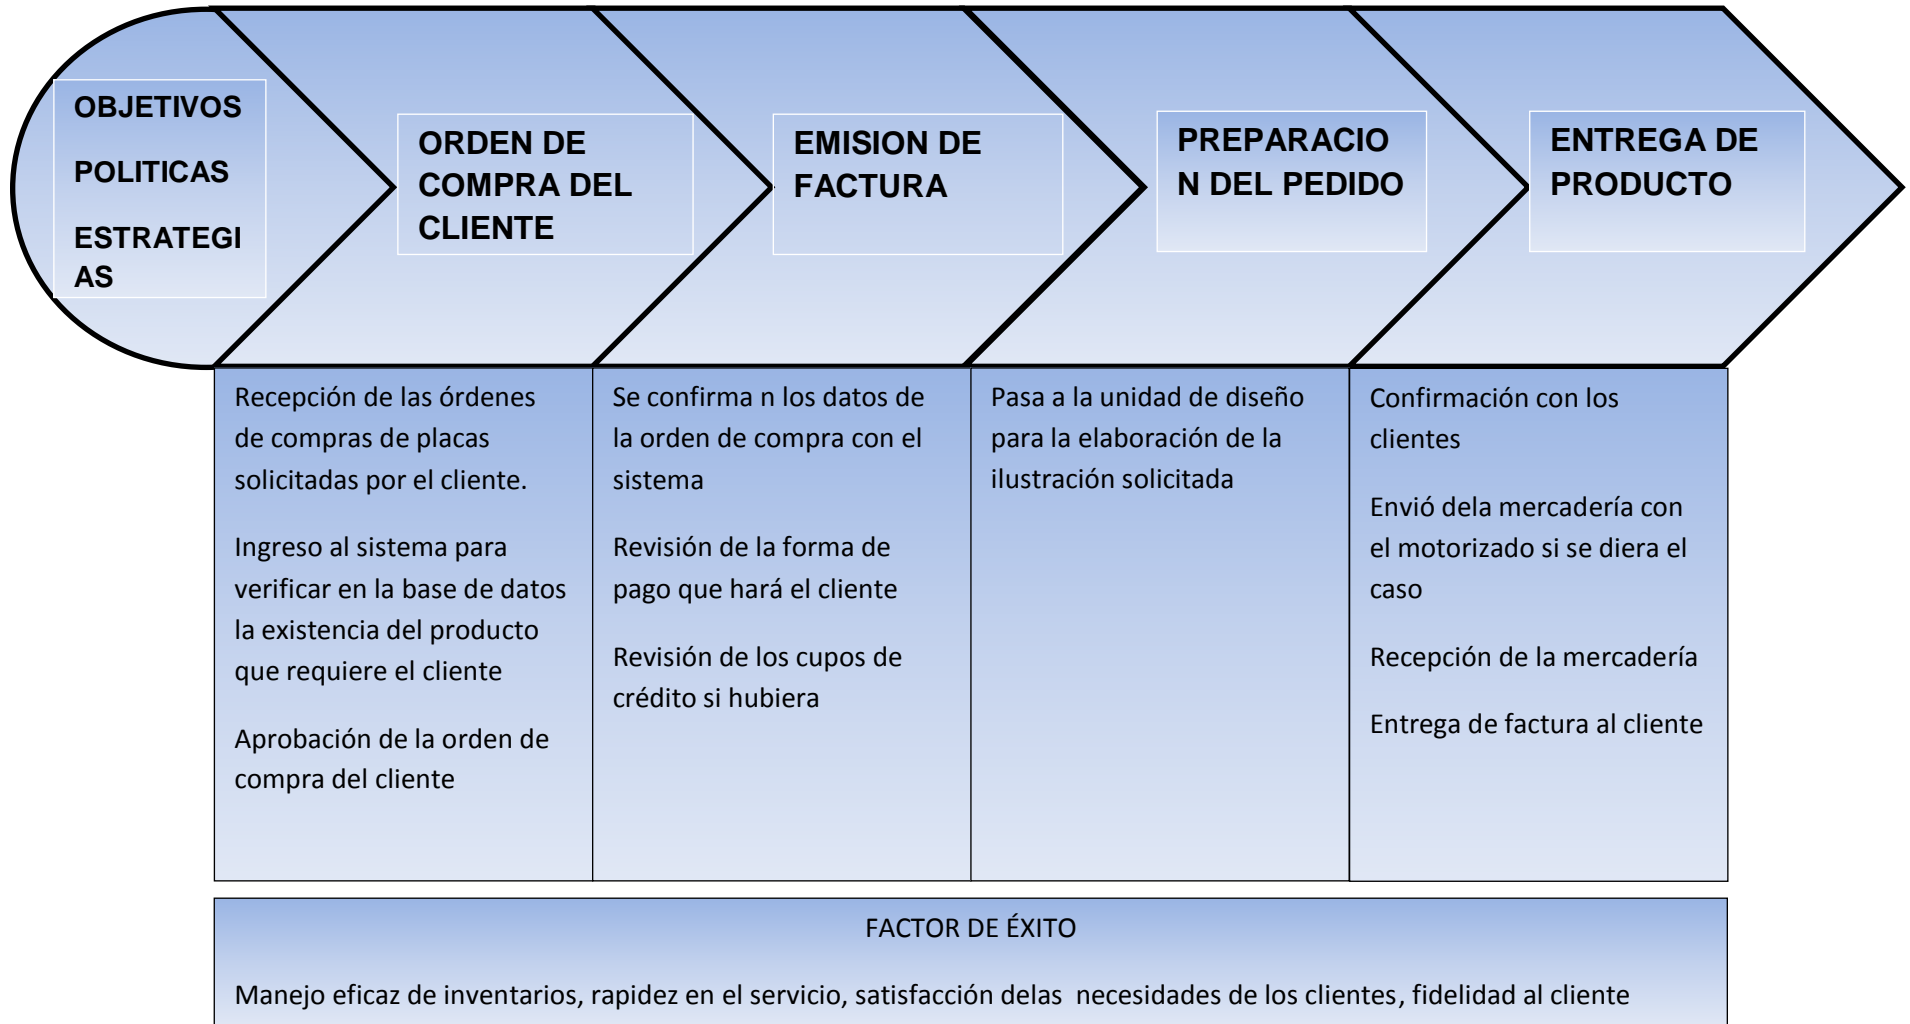 OBJETIVOS
POLITICAS
ESTRATEGI
AS
ORDEN DE
COMPRA DEL
CLIENTE
EMISION DE
FACTURA
PREPARACIO
N DEL PEDIDO
ENTREGA DE
PRODUCTO
Recepción de las órdenes
de compras de placas
solicitadas por el cliente.
Ingreso al sistema para
verificar en la base de datos
la existencia del producto
que requiere el cliente
Aprobación de la orden de
compra del cliente
Se confirma n los datos de
la orden de compra con el
sistema
Revisión de la forma de
pago que hará el cliente
Revisión de los cupos de
crédito si hubiera
Pasa a la unidad de diseño
para la elaboración de la
ilustración solicitada
Confirmación con los
clientes
Envió dela mercadería con
el motorizado si se diera el
caso
Recepción de la mercadería
Entrega de factura al cliente
FACTOR DE ÉXITO
Manejo eficaz de inventarios, rapidez en el servicio, satisfacción delas  necesidades de los clientes, fidelidad al cliente